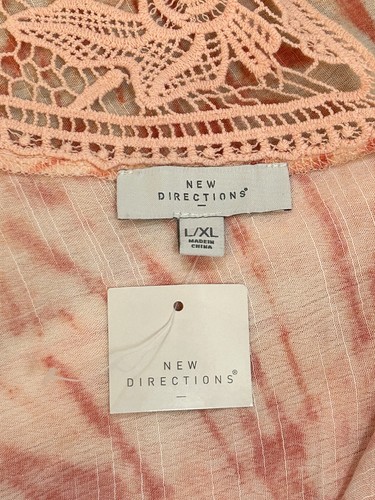 NEW
DIRECTIONS®
L/XL
MADE IN
CHINA
NEW
DIRECTIONS®